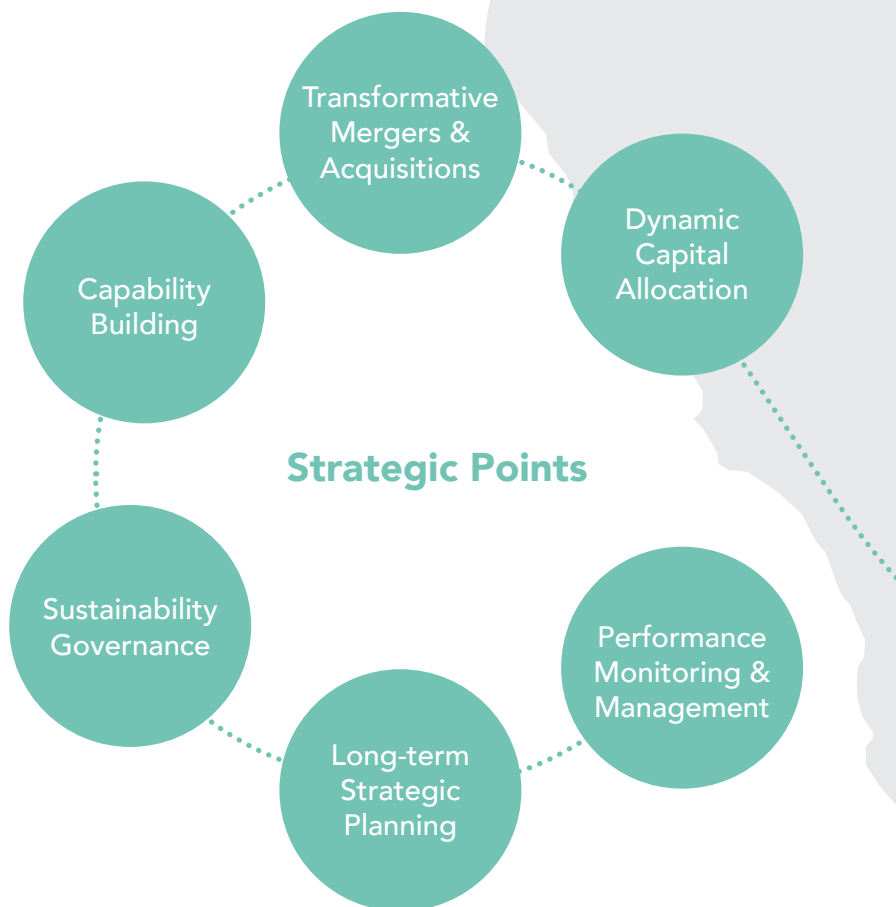 Transformative
Mergers &
Acquisitions
Dynamic
Capital
Allocation
Capability
Building
Strategic Points
Sustainability
Governance
Performance
Monitoring &
Management
Long-term
Strategic
Planning